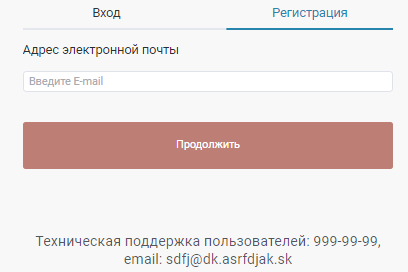 Вход
Регистрация
Адрес электронной почты
Введите E-mail
Продолжить
Техническая поддержка пользователей: 999-99-99,
email: sdfj@dk.asrfdjak.sk